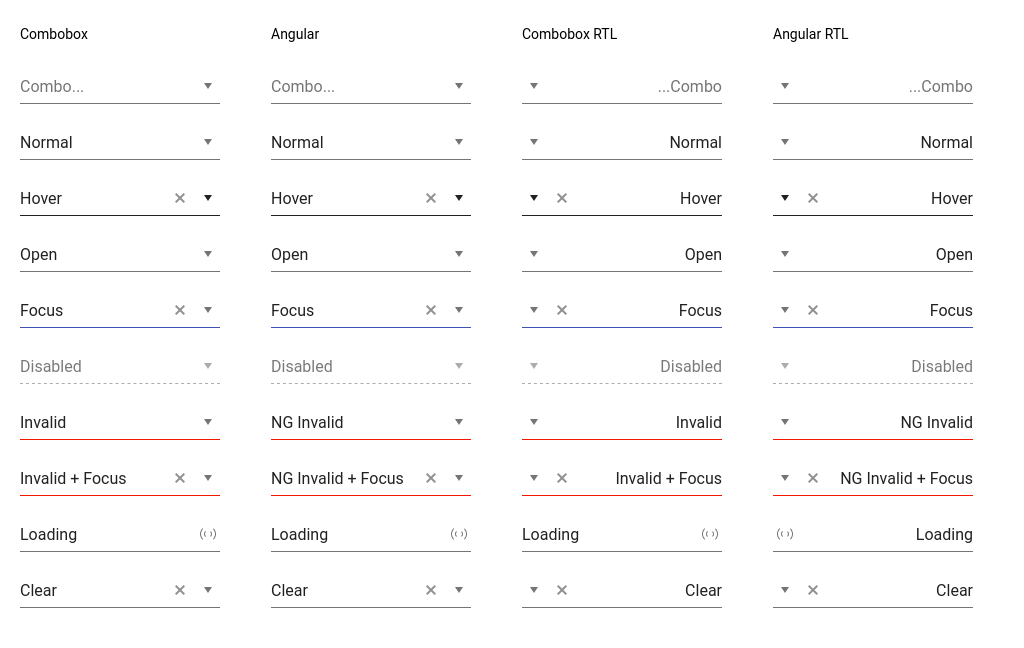 Combobox Angular Combobox RTL Angular RTL
Combo... Combo... ...Combo ...Combo
Normal Normal Normal Normal
Hover Hover Hover Hover
Open Open Open Open
Focus Focus Focus Focus
Disabled Disabled Disabled Disabled
Invalid NG Invalid Invalid NG Invalid
Invalid + Focus NG Invalid + Focus Invalid + Focus NG Invalid + Focus
Loading Loading Loading Loading
Clear Clear Clear Clear